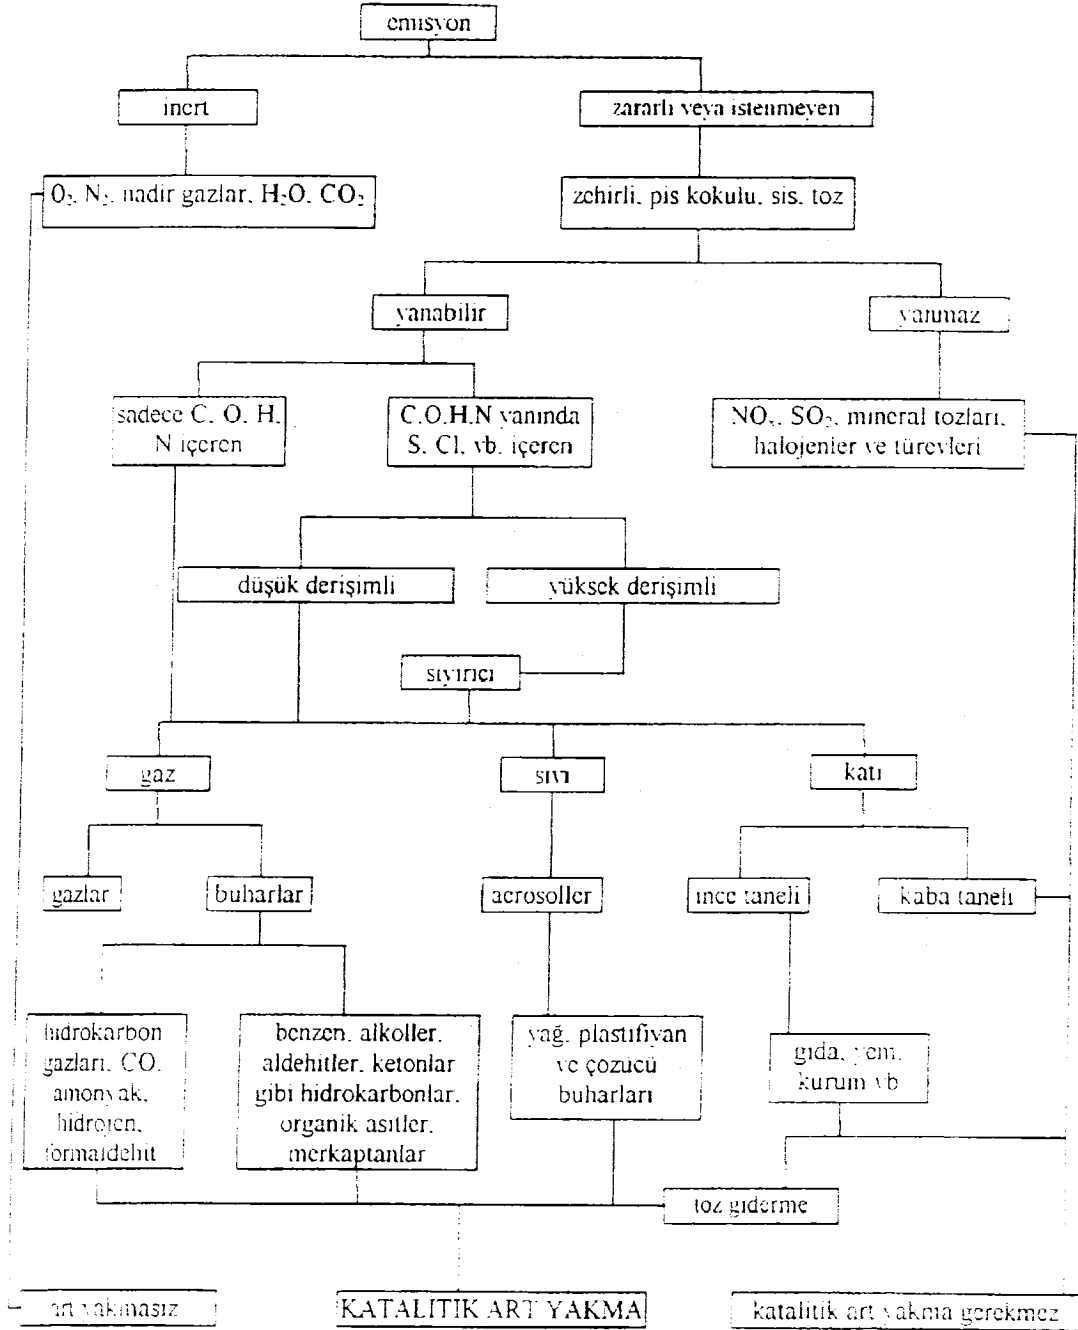 emisyon
inert
zararlı veya istenmeyen
O₂, N₂, nadir gazlar, H₂O, CO₂
zehirli, pis kokulu, sis, toz
yanabilir
yanmaz
sadece C, O, H,
N içeren
C.O.H.N yanında
S, Cl, vb. içeren
NOₓ, SO₂, mineral tozları,
halojenler ve türevleri
düşük derişimli
yüksek derişimli
sıyırıcı
gaz
sıvı
katı
gazlar
buharlar
aerosoller
ince taneli
kaba taneli
hidrokarbon
gazları, CO,
amonyak,
hidrojen,
formaldehit
benzen, alkoller,
aldehitler, ketonlar
gibi hidrokarbonlar,
organik asitler,
merkaptanlar
yağ, plastifiyan
ve çözücü
buharları
gıda, yem,
kurum vb
toz giderme
art yakmasız
KATALITIK ART YAKMA
katalitik art yakma gerekmez